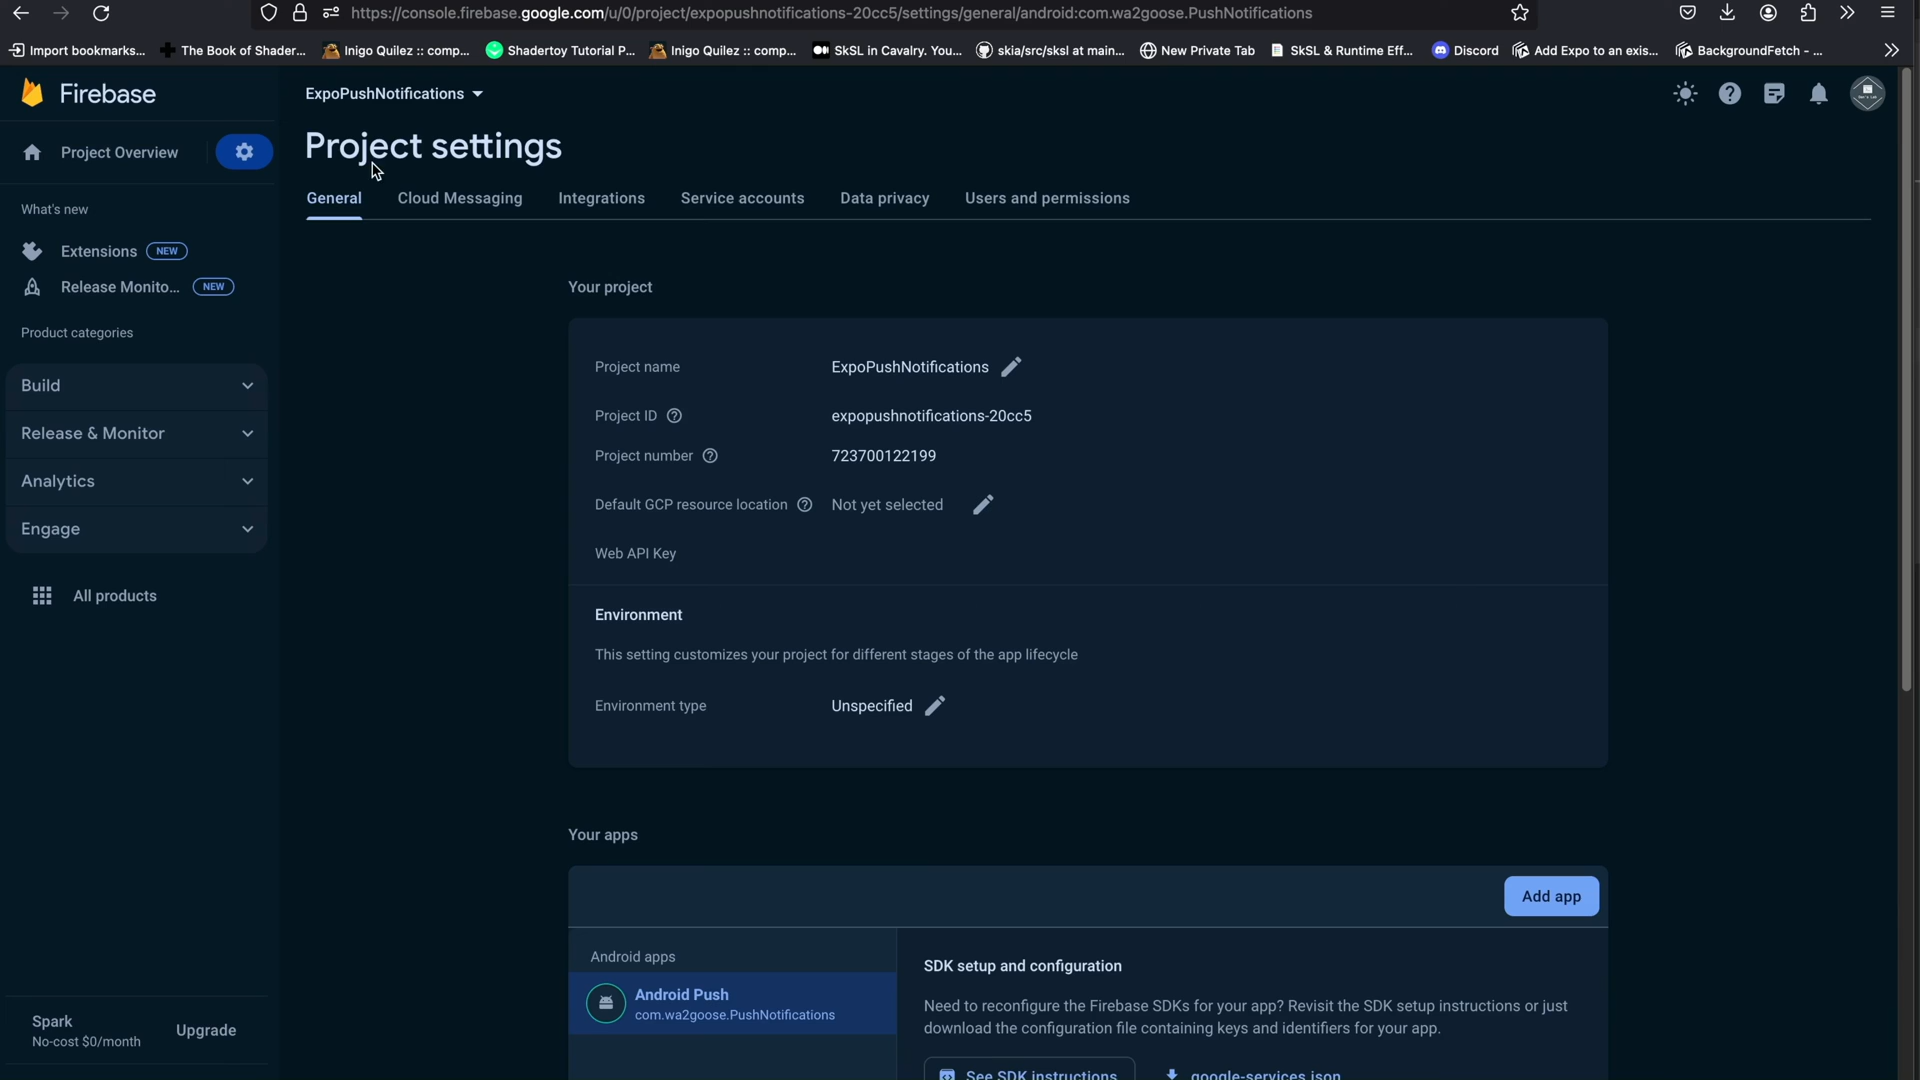 https://console.firebase.google.com/u/0/project/expopushnotifications-20cc5/settings/general/android:com.wa2goose.PushNotifications
Import bookmarks... The Book of Shader... Inigo Quilez :: comp... Shadertoy Tutorial P... Inigo Quilez :: comp... SkSL in Cavalry. You... skia/src/sksl at main... New Private Tab SkSL & Runtime Eff... Discord Add Expo to an exis... BackgroundFetch - ...
Firebase
ExpoPushNotifications
Project Overview
Project settings
General Cloud Messaging Integrations Service accounts Data privacy Users and permissions
What's new
Extensions NEW
Release Monito... NEW
Product categories
Build
Release & Monitor
Analytics
Engage
All products
Spark
No-cost $0/month
Upgrade
Your project
Project name ExpoPushNotifications
Project ID expopushnotifications-20cc5
Project number 723700122199
Default GCP resource location Not yet selected
Web API Key
Environment
This setting customizes your project for different stages of the app lifecycle
Environment type Unspecified
Your apps
Add app
Android apps
Android Push
com.wa2goose.PushNotifications
SDK setup and configuration
Need to reconfigure the Firebase SDKs for your app? Revisit the SDK setup instructions or just
download the configuration file containing keys and identifiers for your app.
See SDK instructions google-services.json